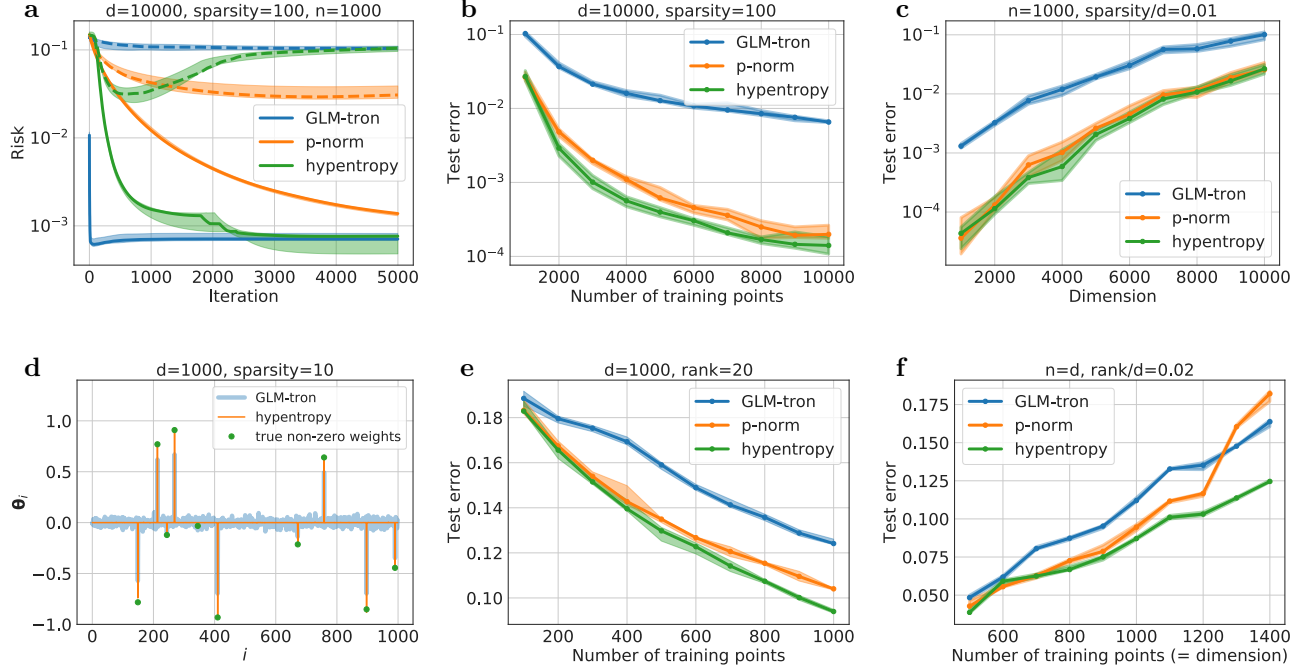 a
d=10000, sparsity=100, n=1000
10⁻¹
10⁻²
10⁻³
Risk
GLM-tron
p-norm
hypentropy
0 1000 2000 3000 4000 5000
Iteration
b
d=10000, sparsity=100
10⁻¹
10⁻²
10⁻³
10⁻⁴
Test error
GLM-tron
p-norm
hypentropy
2000 4000 6000 8000 10000
Number of training points
c
n=1000, sparsity/d=0.01
10⁻¹
10⁻²
10⁻³
10⁻⁴
Test error
GLM-tron
p-norm
hypentropy
2000 4000 6000 8000 10000
Dimension
d
d=1000, sparsity=10
1.0
0.5
0.0
−0.5
−1.0
θᵢ
GLM-tron
hypentropy
true non-zero weights
0 200 400 600 800 1000
i
e
d=1000, rank=20
0.18
0.16
0.14
0.12
0.10
Test error
GLM-tron
p-norm
hypentropy
200 400 600 800 1000
Number of training points
f
n=d, rank/d=0.02
0.175
0.150
0.125
0.100
0.075
0.050
Test error
GLM-tron
p-norm
hypentropy
600 800 1000 1200 1400
Number of training points (= dimension)